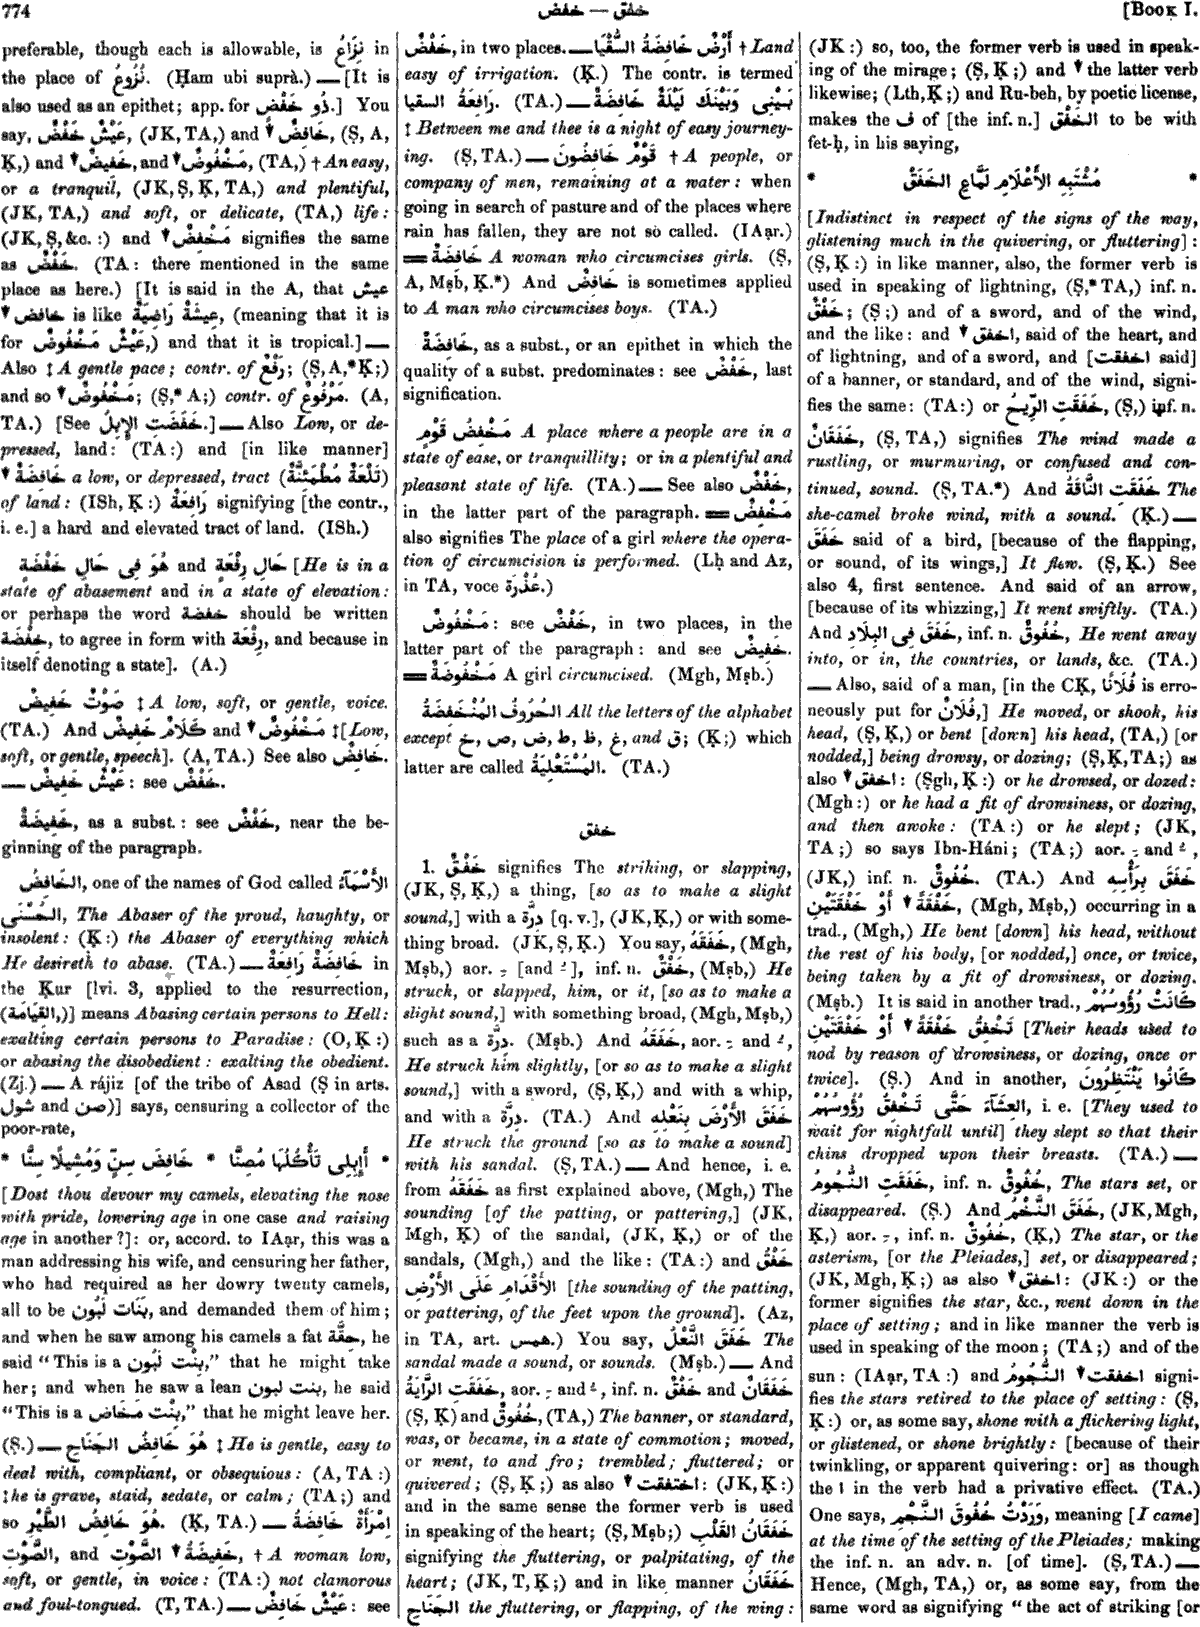 774
خفض — خفق
[Book I.
preferable, though each is allowable, is نِزَاعُ in
the place of نُزُوعُ. (Ḥam ubi suprà.) — [It is
also used as an epithet; app. for ذُو خَفْضٍ.] You
say, عَيْشٌ خَفْضٌ, (JK, TA,) and ▼ خَافِضٌ, (Ṣ, A,
Ḳ,) and ▼ خَفِيضٌ, and ▼ مَخْفُوضٌ, (TA,) † An easy,
or a tranquil, (JK, Ṣ, Ḳ, TA,) and plentiful,
(JK, TA,) and soft, or delicate, (TA,) life:
(JK, Ṣ, &c.:) and ▼ مَخْفِضٌ signifies the same
as خَفْضٌ. (TA: there mentioned in the same
place as here.) [It is said in the A, that عيش
▼ خافض is like عِيشَةٌ رَاضِيَةٌ, (meaning that it is
for عَيْشٌ مَخْفُوضٌ,) and that it is tropical.] —
Also ‡ A gentle pace; contr. of رَفْعٌ; (Ṣ, A,* Ḳ;)
and so ▼ مَخْفُوضٌ; (Ṣ,* A;) contr. of مَرْفُوعٌ. (A,
TA.) [See خَفَضَتِ الإِبِلُ.] — Also Low, or de-
pressed, land: (TA:) and [in like manner]
▼ خَافِضَةٌ a low, or depressed, tract (تَلْعَةٌ مُطْمَئِنَّةٌ)
of land: (ISh, Ḳ:) رَافِعَةٌ signifying [the contr.,
i. e.] a hard and elevated tract of land. (ISh.)
هُوَ فِى حَالِ خَفْضَةٍ and حَالِ رِفْعَةٍ [He is in a
state of abasement and in a state of elevation:
or perhaps the word خفضة should be written
خِفْضَة, to agree in form with رِفْعَة, and because in
itself denoting a state]. (A.)
صَوْتٌ خَفِيضٌ ‡ A low, soft, or gentle, voice.
(TA.) And كَلَامٌ خَفِيضٌ and ▼ مَخْفُوضٌ ‡ [Low,
soft, or gentle, speech]. (A, TA.) See also خَافِضٌ.
— عَيْشٌ خَفِيضٌ: see خَفْضٌ.
خَفِيضَةٌ, as a subst.: see خَفْضٌ, near the be-
ginning of the paragraph.
الخَافِضُ, one of the names of God called الأَسْمَآءُ
الحُسْنَى, The Abaser of the proud, haughty, or
insolent: (Ḳ:) the Abaser of everything which
He desireth to abase. (TA.) — خَافِضَةٌ رَافِعَةٌ in
the Ḳur [lvi. 3, applied to the resurrection,
(القِيَامَة,)] means Abasing certain persons to Hell:
exalting certain persons to Paradise: (O, Ḳ:)
or abasing the disobedient: exalting the obedient.
(Zj.) — A rájiz [of the tribe of Asad (Ṣ in arts.
شول and صن)] says, censuring a collector of the
poor-rate,
* أَإِبِلِى تَأْكُلُهَا مُصِنَّا * خَافِضَ سِنٍّ وَمُشِيلًا سِنَّا *
[Dost thou devour my camels, elevating the nose
with pride, lowering age in one case and raising
age in another?]: or, accord. to IAạr, this was a
man addressing his wife, and censuring her father,
who had required as her dowry twenty camels,
all to be بَنَات لَبُون, and demanded them of him;
and when he saw among his camels a fat حِقَّة, he
said "This is a بِنْت لَبُون," that he might take
her; and when he saw a lean بنت لبون, he said
"This is a بِنْت مَخَاض," that he might leave her.
(Ṣ.) — هُوَ خَافِضُ الجَنَاحِ ‡ He is gentle, easy to
deal with, compliant, or obsequious: (A, TA:)
‡ he is grave, staid, sedate, or calm; (TA;) and
so هُوَ خَافِضُ الطَّيْرِ. (Ḳ, TA.) — اِمْرَأَةٌ خَافِضَةُ
الصَّوْتِ, and ▼ خَفِيضَةُ الصَّوْتِ, † A woman low,
soft, or gentle, in voice: (TA:) not clamorous
and foul-tongued. (T, TA.) — عَيْشٌ خَافِضٌ: see
خَفْضٌ, in two places. — أَرْضٌ خَافِضَةُ السُّقْيَا † Land
easy of irrigation. (Ḳ.) The contr. is termed
رَافِعَةُ السقيا. (TA.) — بَيْنِى وَبَيْنَكَ لَيْلَةٌ خَافِضَةٌ
‡ Between me and thee is a night of easy journey-
ing. (Ṣ, TA.) — قَوْمٌ خَافِضُونَ † A people, or
company of men, remaining at a water: when
going in search of pasture and of the places where
rain has fallen, they are not so called. (IAạr.)
= خَافِضَةٌ A woman who circumcises girls. (Ṣ,
A, Mṣb, Ḳ.*) And خَافِضٌ is sometimes applied
to A man who circumcises boys. (TA.)
خَافِضَةٌ, as a subst., or an epithet in which the
quality of a subst. predominates: see خَفْضٌ, last
signification.
مَخْفِضُ قَوْمٍ A place where a people are in a
state of ease, or tranquillity; or in a plentiful and
pleasant state of life. (TA.) — See also خَفْضٌ,
in the latter part of the paragraph. = مَخْفِضٌ
also signifies The place of a girl where the opera-
tion of circumcision is performed. (Lḥ and Az,
in TA, voce عُذْرَة.)
مَخْفُوضٌ: see خَفْضٌ, in two places, in the
latter part of the paragraph: and see خَفِيضٌ.
= مَخْفُوضَةٌ A girl circumcised. (Mgh, Mṣb.)
الحُرُوفُ المُنْخَفِضَةُ All the letters of the alphabet
except خ, ص, ض, ط, ظ, غ, and ق; (Ḳ;) which
latter are called المُسْتَعْلِيَةُ. (TA.)
خفق
1. خَفْقٌ signifies The striking, or slapping,
(JK, Ṣ, Ḳ,) a thing, [so as to make a slight
sound,] with a دِرَّة [q. v.], (JK, Ḳ,) or with some-
thing broad. (JK, Ṣ, Ḳ.) You say, خَفَقَهُ, (Mgh,
Mṣb,) aor. ـِ [and ـُ], inf. n. خَفْقٌ, (Mṣb,) He
struck, or slapped, him, or it, [so as to make a
slight sound,] with something broad, (Mgh, Mṣb,)
such as a دِرَّة. (Mṣb.) And خَفَقَهُ, aor. ـِ and ـُ,
He struck him slightly, [or so as to make a slight
sound,] with a sword, (Ṣ, Ḳ,) and with a whip,
and with a دِرَّة. (TA.) And خَفَقَ الأَرْضَ بِنَعْلِهِ
He struck the ground [so as to make a sound]
with his sandal. (Ṣ, TA.) — And hence, i. e.
from خَفَقَهُ as first explained above, (Mgh,) The
sounding [of the patting, or pattering,] (JK,
Mgh, Ḳ) of the sandal, (JK, Ḳ,) or of the
sandals, (Mgh,) and the like: (TA:) and خَفْقُ
الأَقْدَامِ عَلَى الأَرْضِ [the sounding of the patting,
or pattering, of the feet upon the ground]. (Az,
in TA, art. همس.) You say, خَفَقَ النَّعْلُ The
sandal made a sound, or sounds. (Mṣb.) — And
خَفَقَتِ الرَّايَةُ, aor. ـِ and ـُ, inf. n. خَفْقٌ and خَفَقَانٌ
(Ṣ, Ḳ) and خُفُوقٌ, (TA,) The banner, or standard,
was, or became, in a state of commotion; moved,
or went, to and fro; trembled; fluttered; or
quivered; (Ṣ, Ḳ;) as also ▼ اختفقت: (JK, Ḳ:)
and in the same sense the former verb is used
in speaking of the heart; (Ṣ, Mṣb;) خَفَقَانُ القَلْبِ
signifying the fluttering, or palpitating, of the
heart; (JK, T, Ḳ;) and in like manner خَفَقَانُ
الجَنَاحِ the fluttering, or flapping, of the wing:
(JK:) so, too, the former verb is used in speak-
ing of the mirage; (Ṣ, Ḳ;) and ▼ the latter verb
likewise; (Lth, Ḳ;) and Ru-beh, by poetic license,
makes the ف of [the inf. n.] الخَفْق to be with
fet-ḥ, in his saying,
* مُشْتَبِهِ الأَعْلَامِ لَمَّاعِ الخَفَقْ *
[Indistinct in respect of the signs of the way,
glistening much in the quivering, or fluttering]:
(Ṣ, Ḳ:) in like manner, also, the former verb is
used in speaking of lightning, (Ṣ,* TA,) inf. n.
خَفْقٌ; (Ṣ;) and of a sword, and of the wind,
and the like: and ▼ اخفق, said of the heart, and
of lightning, and of a sword, and [اخفقت said]
of a banner, or standard, and of the wind, signi-
fies the same: (TA:) or خَفَقَتِ الرِّيحُ, (Ṣ,) inf. n.
خَفَقَانٌ, (Ṣ, TA,) signifies The wind made a
rustling, or murmuring, or confused and con-
tinued, sound. (Ṣ, TA.*) And خَفَقَتِ النَّاقَةُ The
she-camel broke wind, with a sound. (Ḳ.) —
خَفَقَ said of a bird, [because of the flapping,
or sound, of its wings,] It flew. (Ṣ, Ḳ.) See
also 4, first sentence. And said of an arrow,
[because of its whizzing,] It went swiftly. (TA.)
And خَفَقَ فِى البِلَادِ, inf. n. خُفُوقٌ, He went away
into, or in, the countries, or lands, &c. (TA.)
— Also, said of a man, [in the CḲ, فُلَانًا is erro-
neously put for فُلَانٌ,] He moved, or shook, his
head, (Ṣ, Ḳ,) or bent [down] his head, (TA,) [or
nodded,] being drowsy, or dozing; (Ṣ, Ḳ, TA;) as
also ▼ اخفق: (Ṣgh, Ḳ:) or he drowsed, or dozed:
(Mgh:) or he had a fit of drowsiness, or dozing,
and then awoke: (TA:) or he slept; (JK,
TA;) so says Ibn-Háni; (TA;) aor. ـِ and ـُ,
(JK,) inf. n. خُفُوقٌ. (TA.) And خَفَقَ بِرَأْسِهِ
▼ خَفْقَةً أَوْ خَفْقَتَيْنِ, (Mgh, Mṣb,) occurring in a
trad., (Mgh,) He bent [down] his head, without
the rest of his body, [or nodded,] once, or twice,
being taken by a fit of drowsiness, or dozing.
(Mṣb.) It is said in another trad., كَانَتْ رُؤُوسُهُمْ
تَخْفِقُ خَفْقَةً ▼ أَوْ خَفْقَتَيْنِ [Their heads used to
nod by reason of drowsiness, or dozing, once or
twice]. (Ṣ.) And in another, كَانُوا يَنْتَظِرُونَ
العِشَآءَ حَتَّى تَخْفِقُ رُؤُوسُهُمْ, i. e. [They used to
wait for nightfall until] they slept so that their
chins dropped upon their breasts. (TA.) —
خَفَقَتِ النُّجُومُ, inf. n. خُفُوقٌ, The stars set, or
disappeared. (Ṣ.) And خَفَقَ النَّجْمُ, (JK, Mgh,
Ḳ,) aor. ـِ, inf. n. خُفُوقٌ, (Ḳ,) The star, or the
asterism, [or the Pleiades,] set, or disappeared;
(JK, Mgh, Ḳ;) as also ▼ اخفق: (JK:) or the
former signifies the star, &c., went down in the
place of setting; and in like manner the verb is
used in speaking of the moon; (TA;) and of the
sun: (IAạr, TA:) and ▼ اخفقت النُّجُومُ signi-
fies the stars retired to the place of setting: (Ṣ,
Ḳ:) or, as some say, shone with a flickering light,
or glistened, or shone brightly: [because of their
twinkling, or apparent quivering: or] as though
the ا in the verb had a privative effect. (TA.)
One says, وَرَدْتُ خُفُوقَ النَّجْمِ, meaning [I came]
at the time of the setting of the Pleiades; making
the inf. n. an adv. n. [of time]. (Ṣ, TA.) —
Hence, (Mgh, TA,) or, as some say, from the
same word as signifying "the act of striking [or